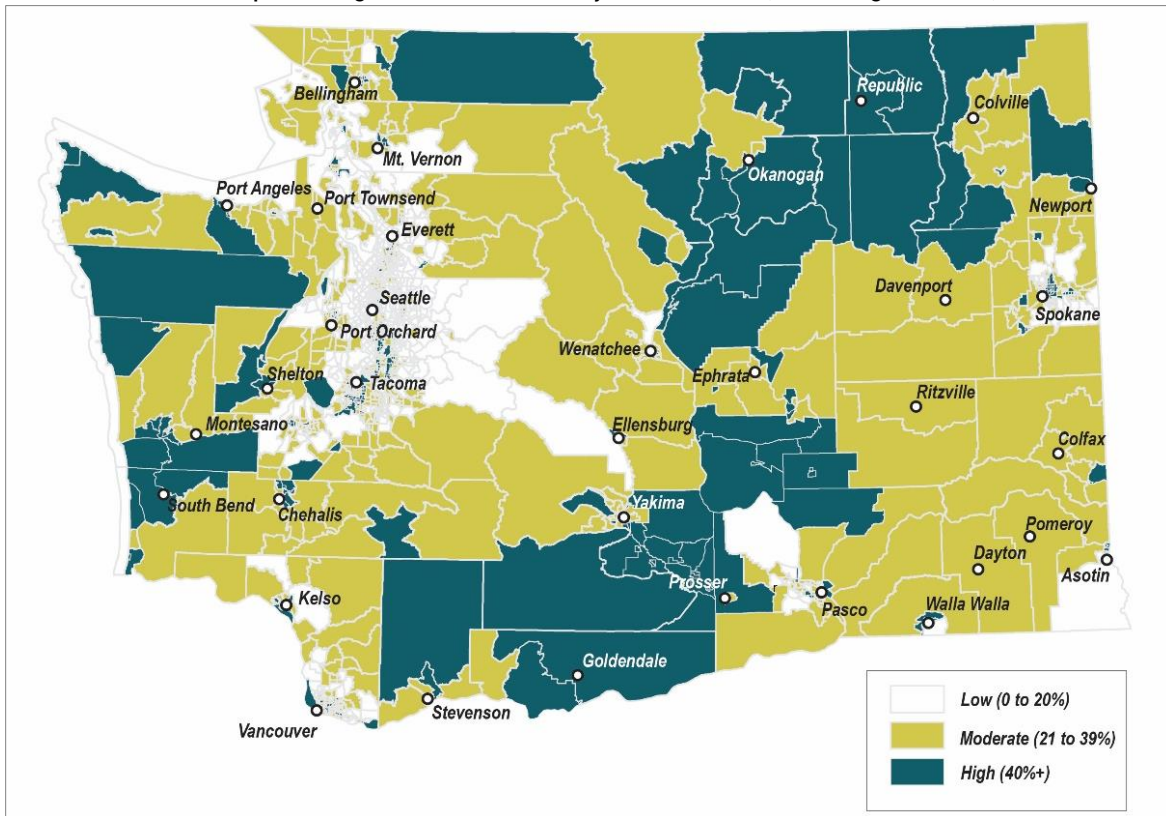 Bellingham
Republic
Colville
Mt. Vernon
Okanogan
Port Angeles
Port Townsend
Newport
Everett
Davenport
Seattle
Spokane
Port Orchard
Wenatchee
Ephrata
Shelton
Tacoma
Ritzville
Montesano
Ellensburg
Colfax
South Bend
Chehalis
Yakima
Pomeroy
Dayton
Asotin
Prosser
Kelso
Pasco
Walla Walla
Goldendale
Stevenson
Vancouver
Low (0 to 20%)
Moderate (21 to 39%)
High (40%+)